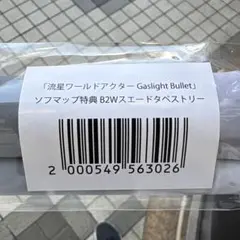 「流星ワールドアクター Gaslight Bullet」
ソフマップ特典 B2Wスエードタペストリー
2 000549 563026